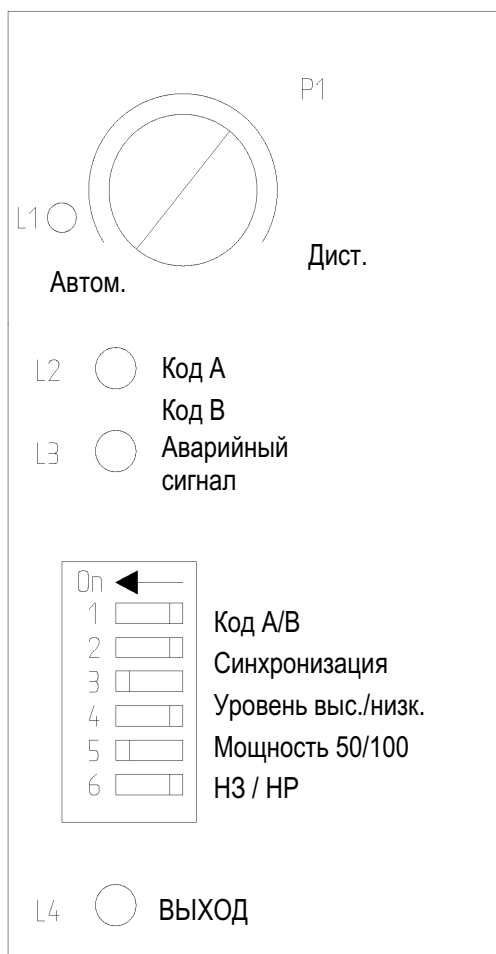 P1
L1
Дист.
Автом.
L2 Код А
Код В
L3 Аварийный
сигнал
On
1 Код А/В
2 Синхронизация
3 Уровень выс./низк.
4 Мощность 50/100
5 НЗ / НР
6
L4 ВЫХОД